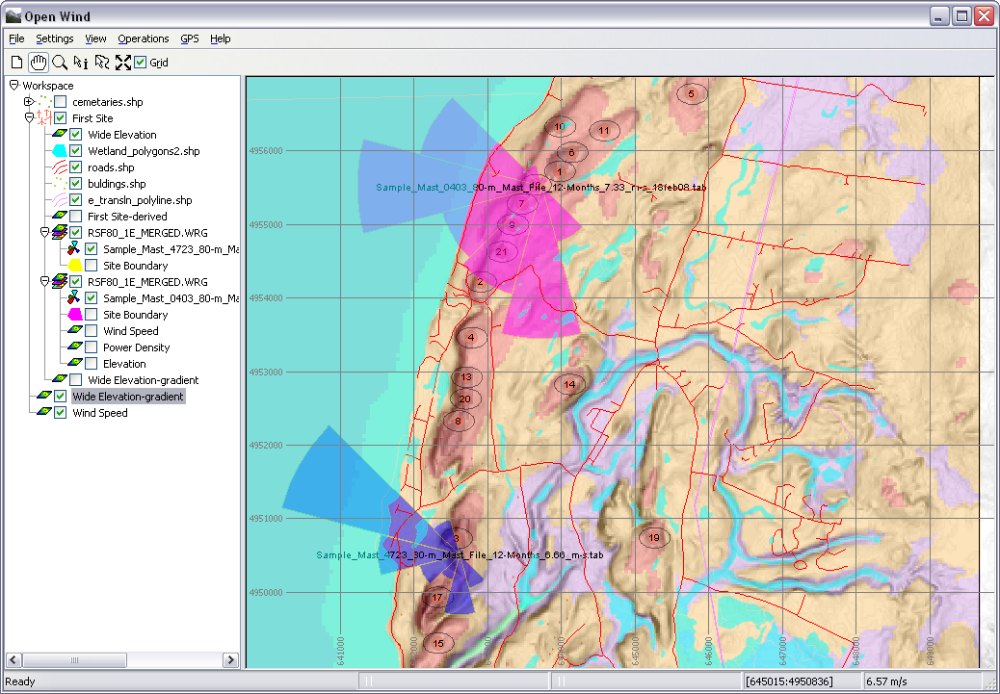 Open Wind
File Settings View Operations GPS Help
Grid
Workspace
cemetaries.shp
First Site
Wide Elevation
Wetland_polygons2.shp
roads.shp
buldings.shp
e_transln_polyline.shp
First Site-derived
RSF80_1E_MERGED.WRG
Sample_Mast_4723_80-m_Ma
Site Boundary
RSF80_1E_MERGED.WRG
Sample_Mast_0403_80-m_Ma
Site Boundary
Wind Speed
Power Density
Elevation
Wide Elevation-gradient
Wide Elevation-gradient
Wind Speed
5
10
11
4956000
6
1
Sample_Mast_0403_80-m_Mast_File_12-Months_7.33_m-s_18feb08.tab
7
4955000
9
21
2
4954000
4
4953000
13
14
20
8
4952000
4951000
3
19
Sample_Mast_4723_80-m_Mast_File_12-Months_6.66_m-s.tab
4950000
17
15
641000
645000
646000
647000
648000
649000
Ready
[645015:4950836]
6.57 m/s